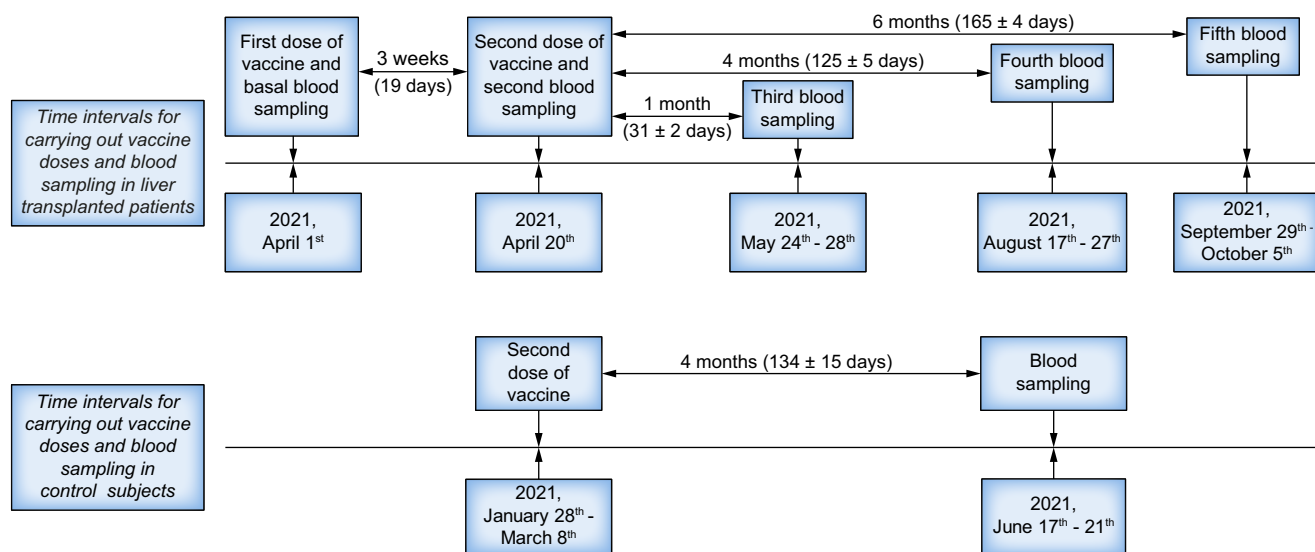 Time intervals for
carrying out vaccine
doses and blood
sampling in liver
transplanted patients
First dose of
vaccine and
basal blood
sampling
3 weeks
(19 days)
Second dose of
vaccine and
second blood
sampling
6 months (165 ± 4 days)
4 months (125 ± 5 days)
1 month
(31 ± 2 days)
Third blood
sampling
Fourth blood
sampling
Fifth blood
sampling
2021,
April 1st
2021,
April 20th
2021,
May 24th - 28th
2021,
August 17th - 27th
2021,
September 29th -
October 5th
Time intervals for
carrying out vaccine
doses and blood
sampling in
control subjects
Second
dose of
vaccine
4 months (134 ± 15 days)
Blood
sampling
2021,
January 28th -
March 8th
2021,
June 17th - 21th